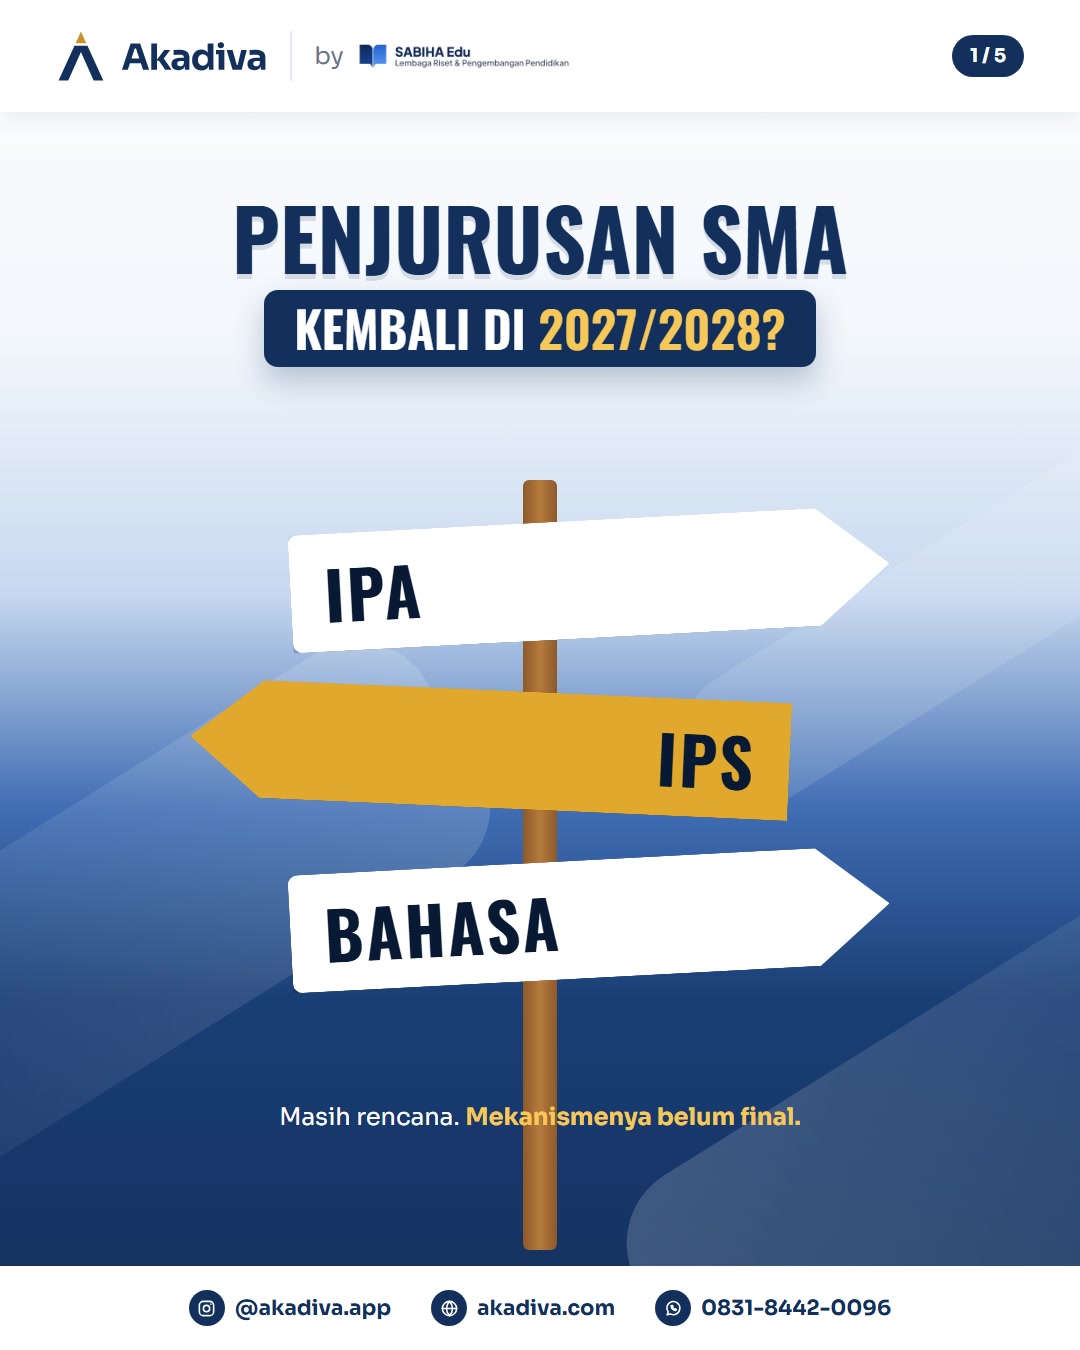 Akadiva
by
SABIHA Edu
Lembaga Riset & Pengembangan Pendidikan
1 / 5
PENJURUSAN SMA
KEMBALI DI 2027/2028?
IPA
IPS
BAHASA
Masih rencana. Mekanismenya belum final.
@akadiva.app
akadiva.com
0831-8442-0096